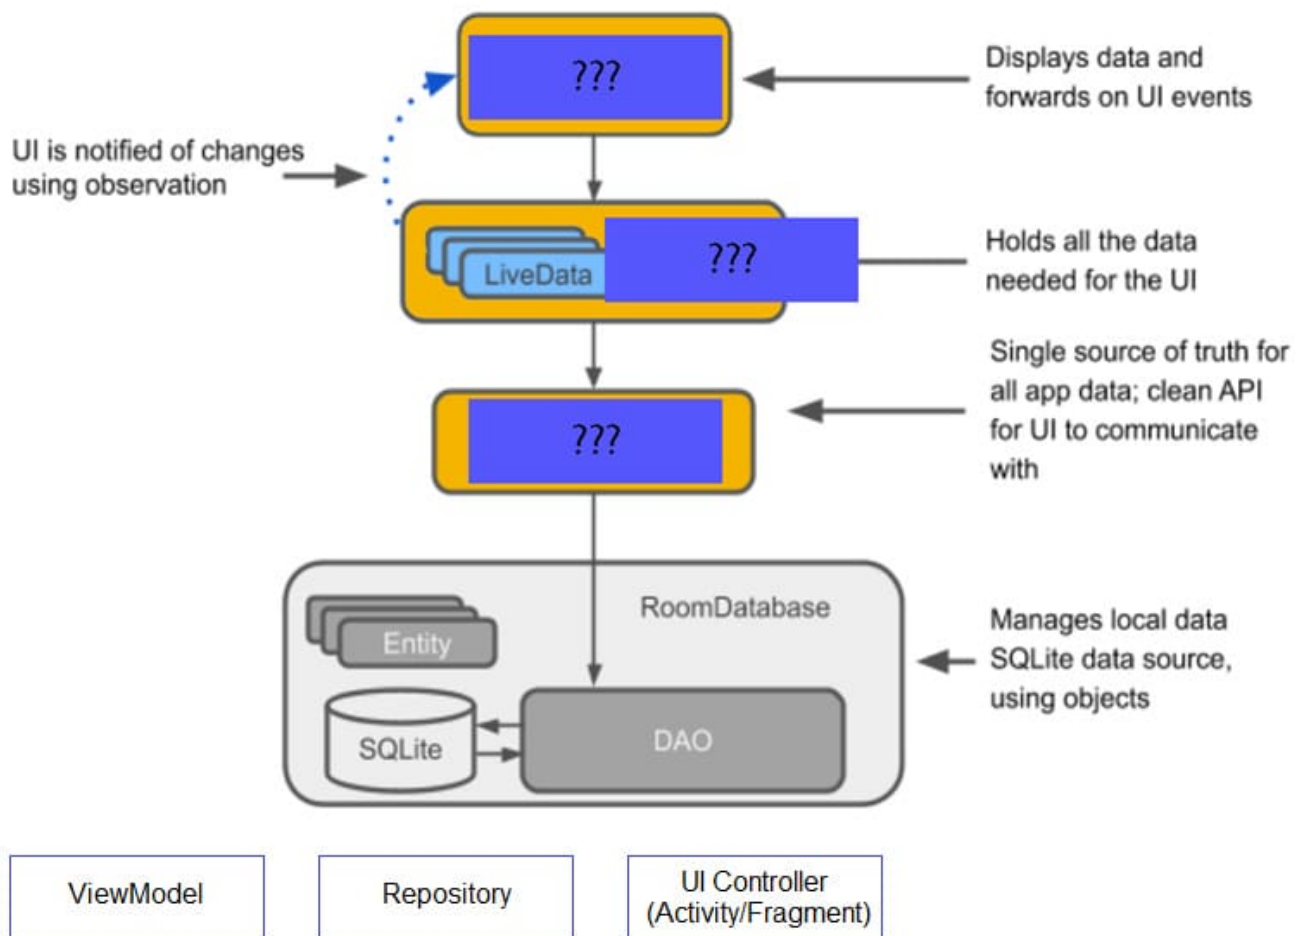 ???
Displays data and
forwards on UI events
UI is notified of changes
using observation
LiveData
???
Holds all the data
needed for the UI
???
Single source of truth for
all app data; clean API
for UI to communicate
with
RoomDatabase
Entity
SQLite
DAO
Manages local data
SQLite data source,
using objects
ViewModel
Repository
UI Controller
(Activity/Fragment)